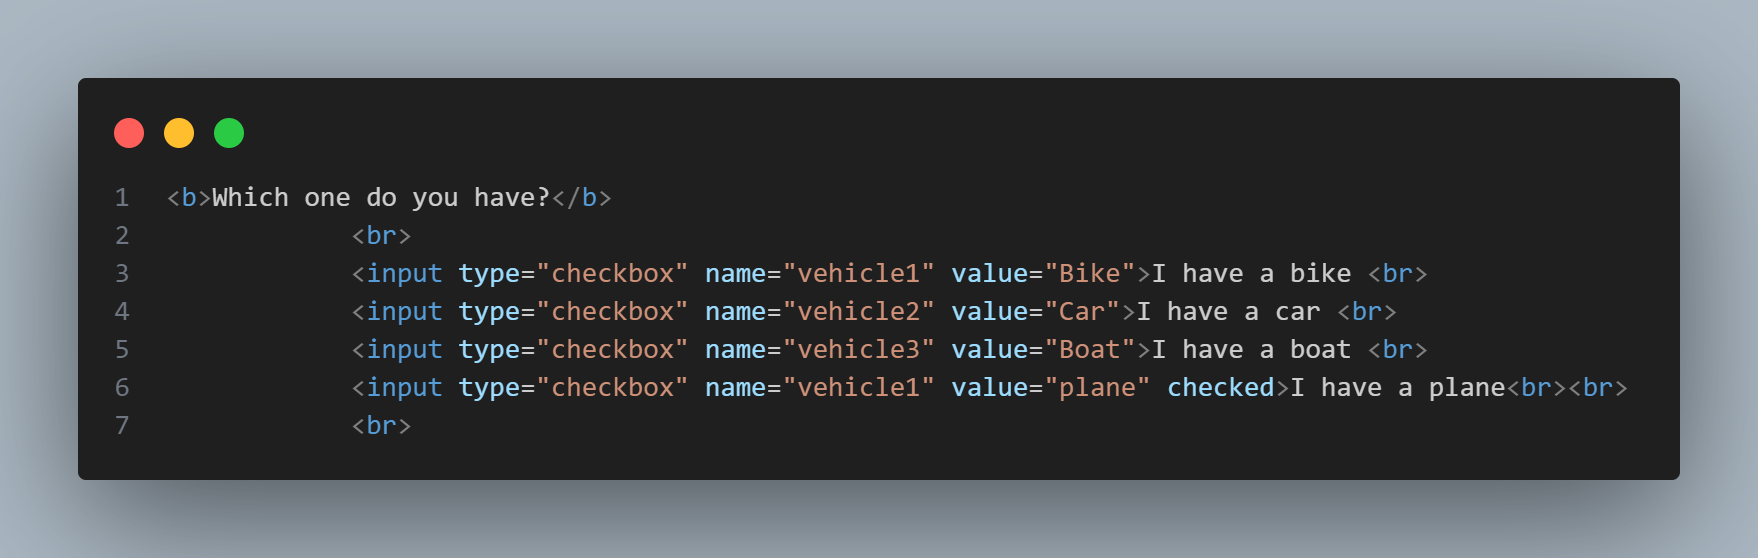 1 <b>Which one do you have?</b>
2 <br>
3 <input type="checkbox" name="vehicle1" value="Bike">I have a bike <br>
4 <input type="checkbox" name="vehicle2" value="Car">I have a car <br>
5 <input type="checkbox" name="vehicle3" value="Boat">I have a boat <br>
6 <input type="checkbox" name="vehicle1" value="plane" checked>I have a plane<br><br>
7 <br>